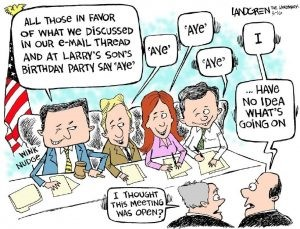 ALL THOSE IN FAVOR
OF WHAT WE DISCUSSED
IN OUR E-MAIL THREAD
AND AT LARRY'S SON'S
BIRTHDAY PARTY SAY 'AYE'
'AYE'
'AYE'
'AYE'
LANDGREN
I
... HAVE
NO IDEA
WHAT'S
GOING ON
WINK
NUDGE
I THOUGHT
THIS MEETING
WAS OPEN?